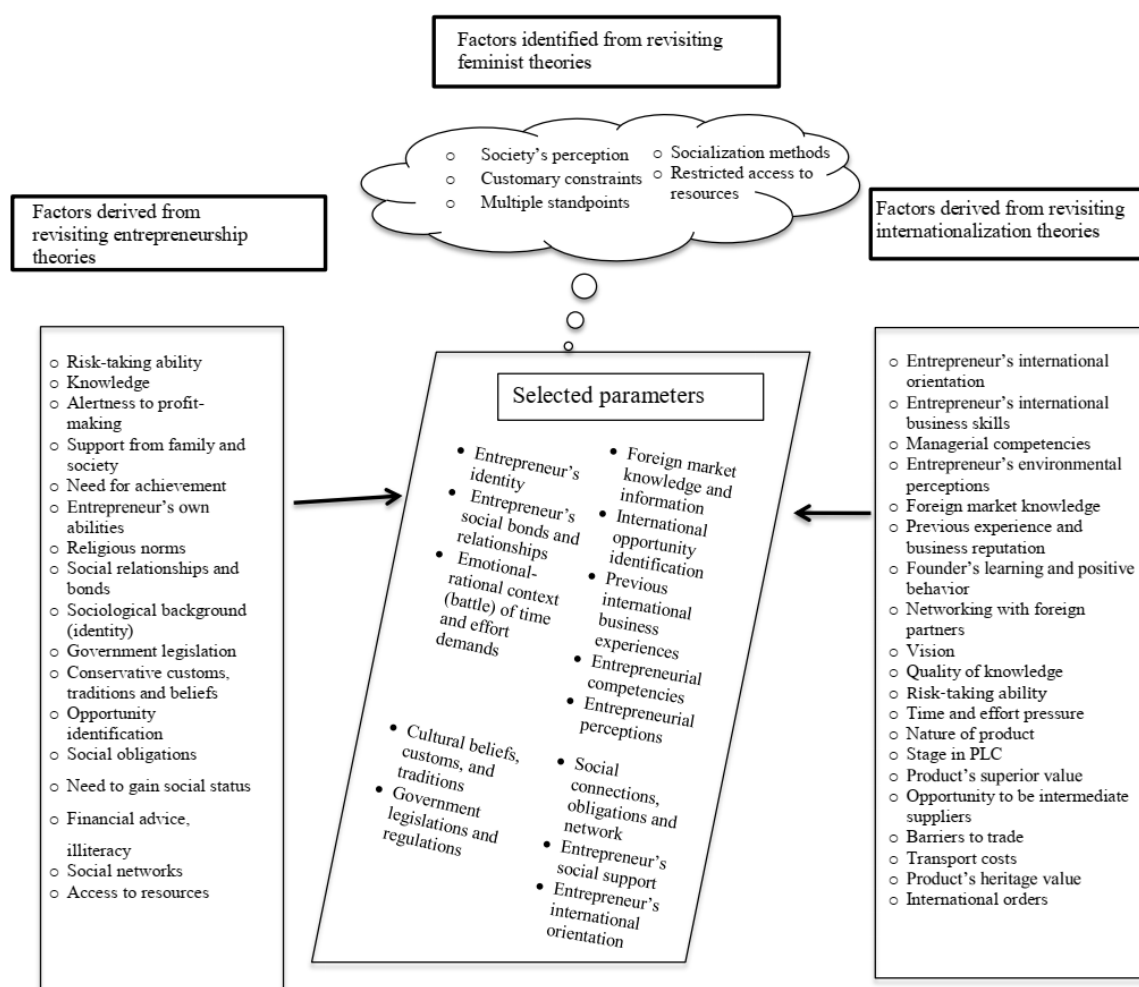 Factors identified from revisiting
feminist theories
○ Society's perception
○ Customary constraints
○ Multiple standpoints
○ Socialization methods
○ Restricted access to
resources
Factors derived from
revisiting entrepreneurship
theories
Factors derived from revisiting
internationalization theories
○ Risk-taking ability
○ Knowledge
○ Alertness to profit-
making
○ Support from family and
society
○ Need for achievement
○ Entrepreneur's own
abilities
○ Religious norms
○ Social relationships and
bonds
○ Sociological background
(identity)
○ Government legislation
○ Conservative customs,
traditions and beliefs
○ Opportunity
identification
○ Social obligations
○ Need to gain social status
○ Financial advice,
illiteracy
○ Social networks
○ Access to resources
Selected parameters
• Entrepreneur's
identity
• Entrepreneur's
social bonds and
relationships
• Emotional-
rational context
(battle) of time
and effort
demands
• Cultural beliefs,
customs, and
traditions
• Government
legislations and
regulations
• Foreign market
knowledge and
information
• International
opportunity
identification
• Previous
international
business
experiences
• Entrepreneurial
competencies
• Entrepreneurial
perceptions
• Social
connections,
obligations and
network
• Entrepreneur's
social support
• Entrepreneur's
international
orientation
○ Entrepreneur's international
orientation
○ Entrepreneur's international
business skills
○ Managerial competencies
○ Entrepreneur's environmental
perceptions
○ Foreign market knowledge
○ Previous experience and
business reputation
○ Founder's learning and positive
behavior
○ Networking with foreign
partners
○ Vision
○ Quality of knowledge
○ Risk-taking ability
○ Time and effort pressure
○ Nature of product
○ Stage in PLC
○ Product's superior value
○ Opportunity to be intermediate
suppliers
○ Barriers to trade
○ Transport costs
○ Product's heritage value
○ International orders